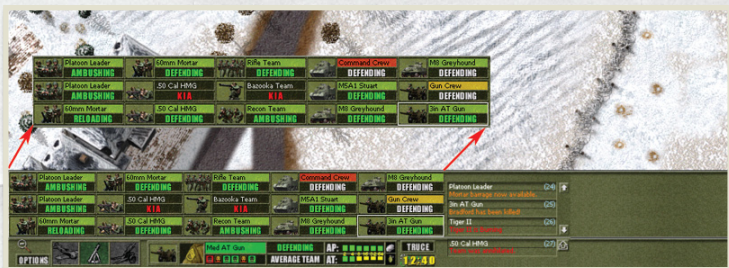 Platoon Leader 60mm Mortar Rifle Team Command Crew M8 Greyhound
AMBUSHING DEFENDING DEFENDING DEFENDING DEFENDING
Platoon Leader .50 Cal HMG Bazooka Team M5A1 Stuart Gun Crew
AMBUSHING KIA KIA DEFENDING DEFENDING
60mm Mortar .50 Cal HMG Recon Team M8 Greyhound 3in AT Gun
RELOADING DEFENDING AMBUSHING DEFENDING DEFENDING
Platoon Leader 60mm Mortar Rifle Team Command Crew M8 Greyhound
AMBUSHING DEFENDING DEFENDING DEFENDING DEFENDING
Platoon Leader .50 Cal HMG Bazooka Team M5A1 Stuart Gun Crew
AMBUSHING KIA KIA DEFENDING DEFENDING
60mm Mortar .50 Cal HMG Recon Team M8 Greyhound 3in AT Gun
RELOADING DEFENDING AMBUSHING DEFENDING DEFENDING
Platoon Leader (24)
Mortar barrage now available.
3in AT Gun (25)
Bradford has been killed!
Tiger II (26)
.50 Cal HMG (27)
OPTIONS
Med AT Gun DEFENDING AP: TRUCE
AVERAGE TEAM AT: 12:40